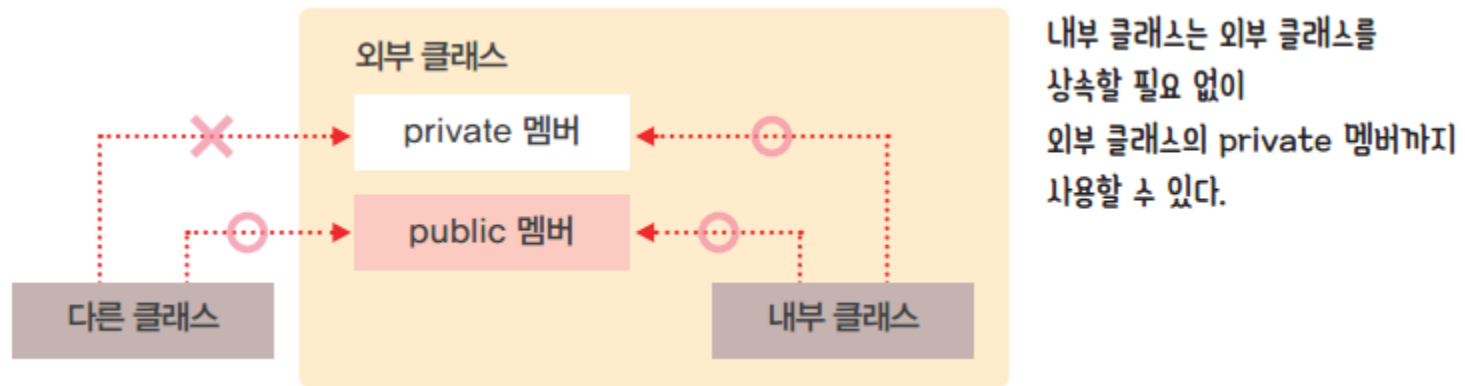 외부 클래스
private 멤버
public 멤버
다른 클래스
내부 클래스
내부 클래스는 외부 클래스를
상속할 필요 없이
외부 클래스의 private 멤버까지
사용할 수 있다.